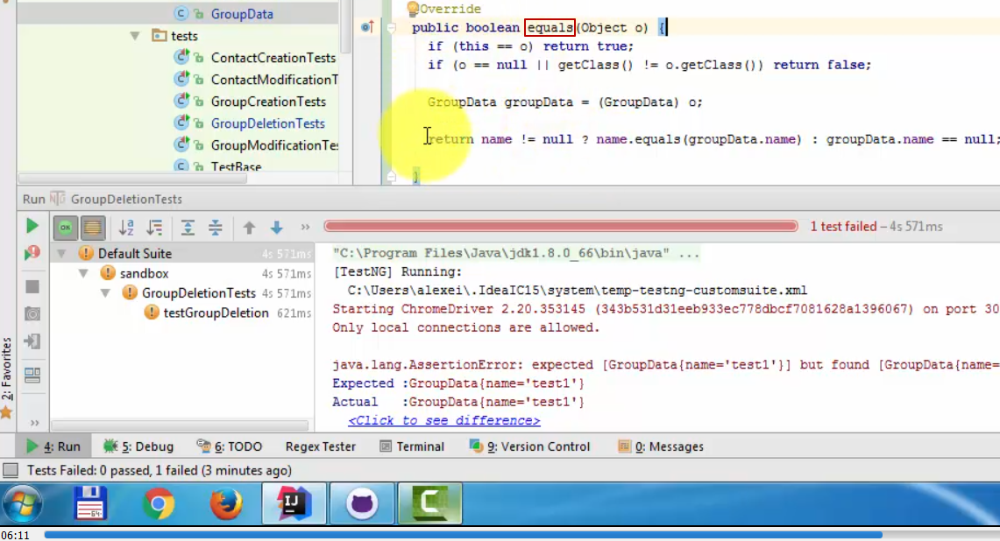 GroupData
tests
ContactCreationTests
ContactModificationT
GroupCreationTests
GroupDeletionTests
GroupModificationTes
TestBase
@Override
public boolean equals(Object o) {
if (this == o) return true;
if (o == null || getClass() != o.getClass()) return false;
GroupData groupData = (GroupData) o;
return name != null ? name.equals(groupData.name) : groupData.name == null;
}
Run GroupDeletionTests
1 test failed – 4s 571ms
Default Suite 4s 571ms
sandbox 4s 571ms
GroupDeletionTests 4s 571ms
testGroupDeletion 621ms
"C:\Program Files\Java\jdk1.8.0_66\bin\java" ...
[TestNG] Running:
C:\Users\alexei\.IdeaIC15\system\temp-testng-customsuite.xml
Starting ChromeDriver 2.20.353145 (343b531d31eeb933ec778dbcf7081628a1396067) on port 30
Only local connections are allowed.
java.lang.AssertionError: expected [GroupData{name='test1'}] but found [GroupData{name=
Expected :GroupData{name='test1'}
Actual   :GroupData{name='test1'}
<Click to see difference>
2: Favorites
4: Run 5: Debug 6: TODO Regex Tester Terminal 9: Version Control 0: Messages
Tests Failed: 0 passed, 1 failed (3 minutes ago)
06:11